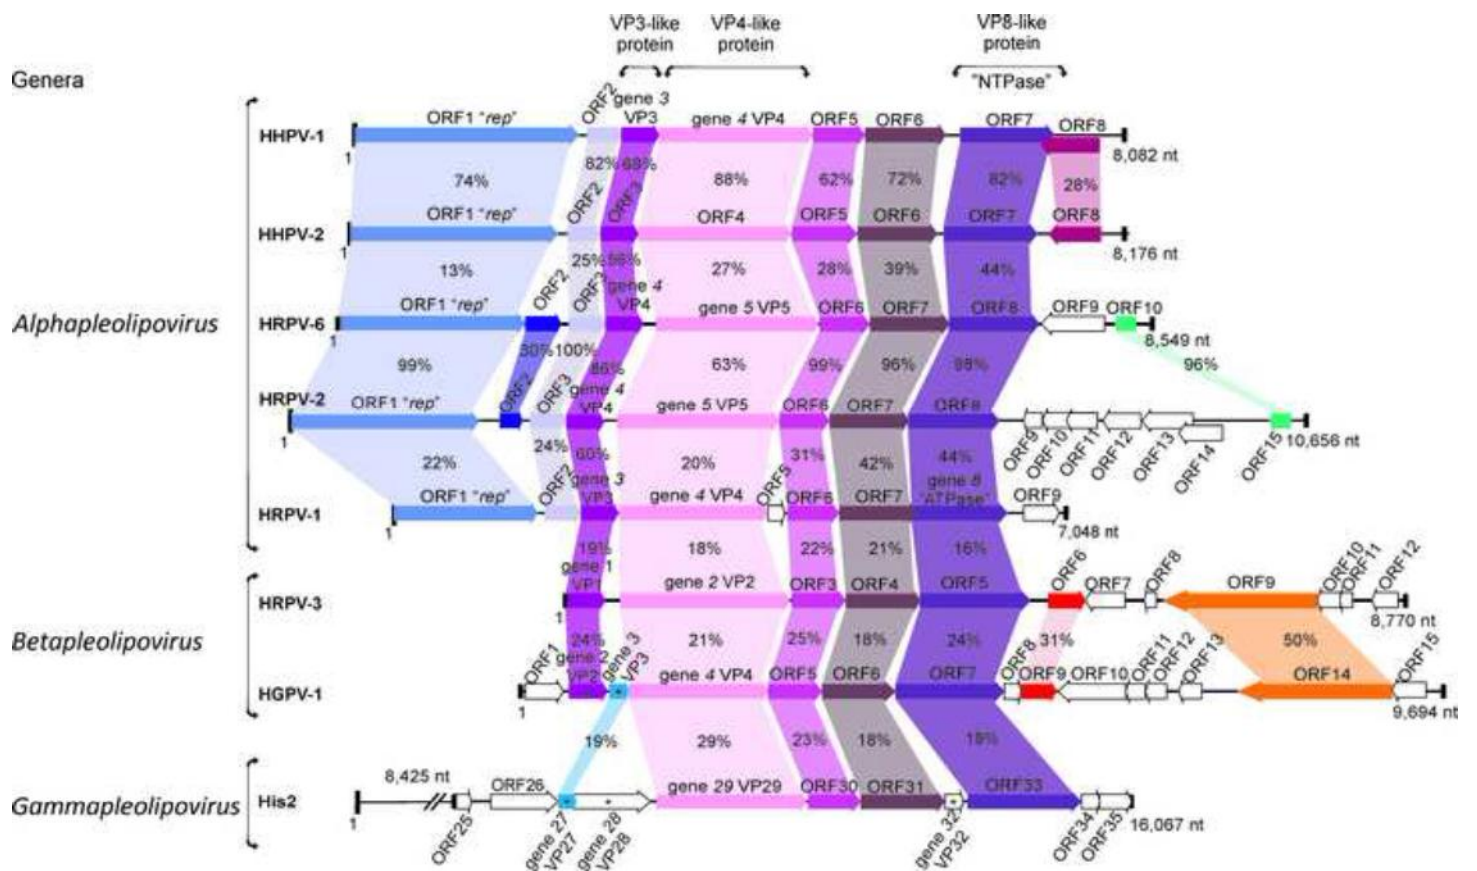 VP3-like protein
VP4-like protein
VP8-like protein
Genera
"NTPase"
ORF1 "rep"
ORF2
gene 3 VP3
gene 4 VP4
ORF5
ORF6
ORF7
ORF8
HHPV-1
1
8,082 nt
74%
82%
68%
88%
62%
72%
82%
28%
ORF1 "rep"
ORF2
ORF3
ORF4
ORF5
ORF6
ORF7
ORF8
HHPV-2
1
8,176 nt
13%
25%
56%
27%
28%
39%
44%
Alphapleolipovirus
ORF1 "rep"
ORF2
ORF3
gene 4 VP4
gene 5 VP5
ORF6
ORF7
ORF8
ORF9
ORF10
HRPV-6
1
8,549 nt
99%
30%
100%
86%
63%
99%
96%
98%
96%
HRPV-2
ORF1 "rep"
ORF2
ORF3
gene 4 VP4
gene 5 VP5
ORF6
ORF7
ORF8
1
ORF9
ORF10
ORF11
ORF12
ORF13
ORF14
ORF15
10,656 nt
22%
24%
60%
20%
31%
42%
44%
ORF1 "rep"
ORF2
gene 3 VP3
gene 4 VP4
ORF5
ORF6
ORF7
gene 8 "ATPase"
ORF9
HRPV-1
1
7,048 nt
19%
18%
22%
21%
16%
Betapleolipovirus
gene 1 VP1
gene 2 VP2
ORF3
ORF4
ORF5
ORF6
ORF7
ORF8
ORF9
ORF10
ORF11
ORF12
HRPV-3
1
8,770 nt
24%
21%
25%
18%
24%
31%
50%
ORF1
gene 2 VP2
gene 3 VP3
gene 4 VP4
ORF5
ORF6
ORF7
ORF8
ORF9
ORF10
ORF11
ORF12
ORF13
ORF14
ORF15
HGPV-1
1
9,694 nt
19%
29%
23%
18%
18%
Gammapleolipovirus
His2
8,425 nt
1
ORF25
ORF26
gene 27 VP27
gene 28 VP28
gene 29 VP29
ORF30
ORF31
gene 32 VP32
ORF33
ORF34
ORF35
16,067 nt